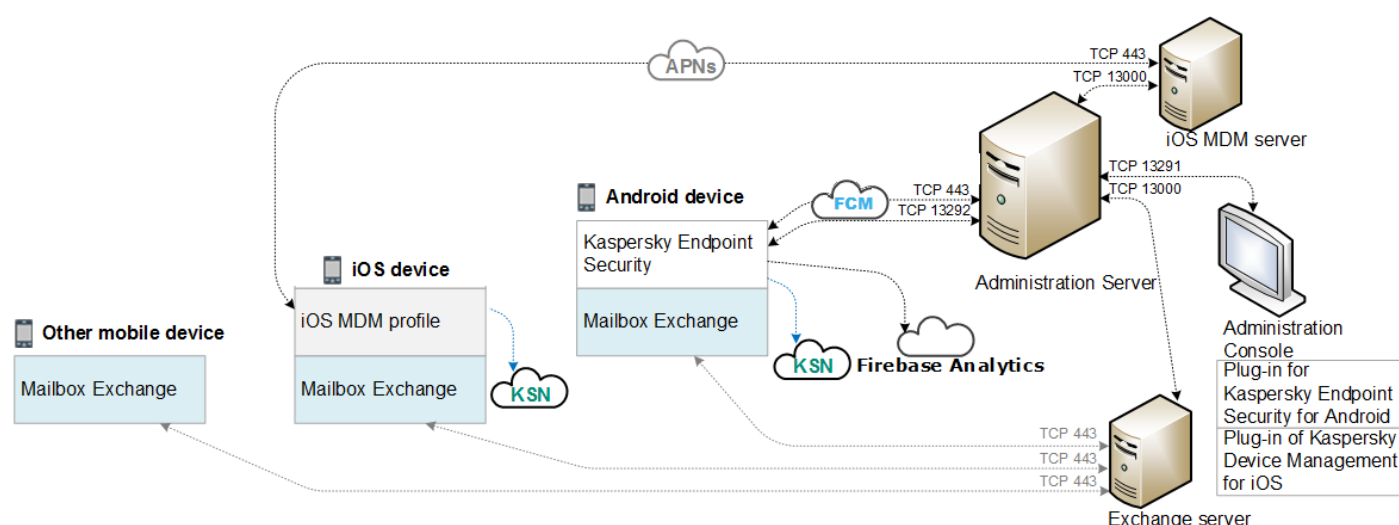 APNs
TCP 443
TCP 13000
iOS MDM server
TCP 13291
TCP 13000
Administration Server
Android device
FCM
TCP 443
TCP 13292
Kaspersky Endpoint
Security
Mailbox Exchange
KSN
Firebase Analytics
iOS device
iOS MDM profile
Mailbox Exchange
KSN
Other mobile device
Mailbox Exchange
Administration
Console
Plug-in for
Kaspersky Endpoint
Security for Android
Plug-in of Kaspersky
Device Management
for iOS
TCP 443
TCP 443
TCP 443
Exchange server